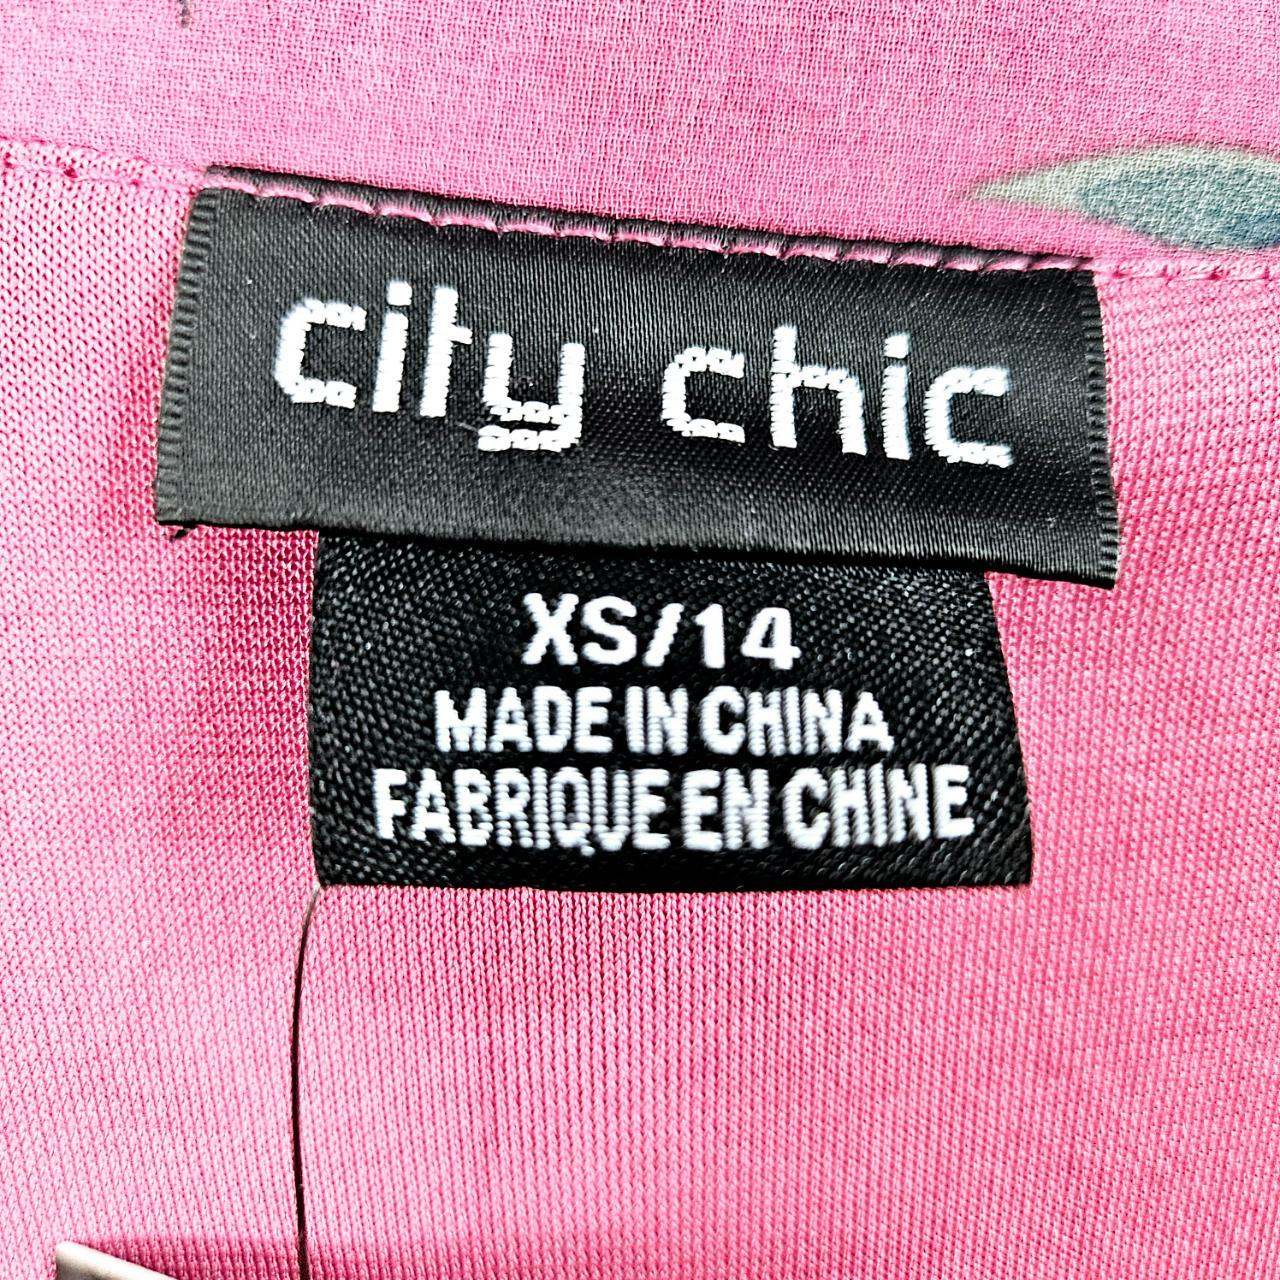 city chic
XS/14
MADE IN CHINA
FABRIQUE EN CHINE